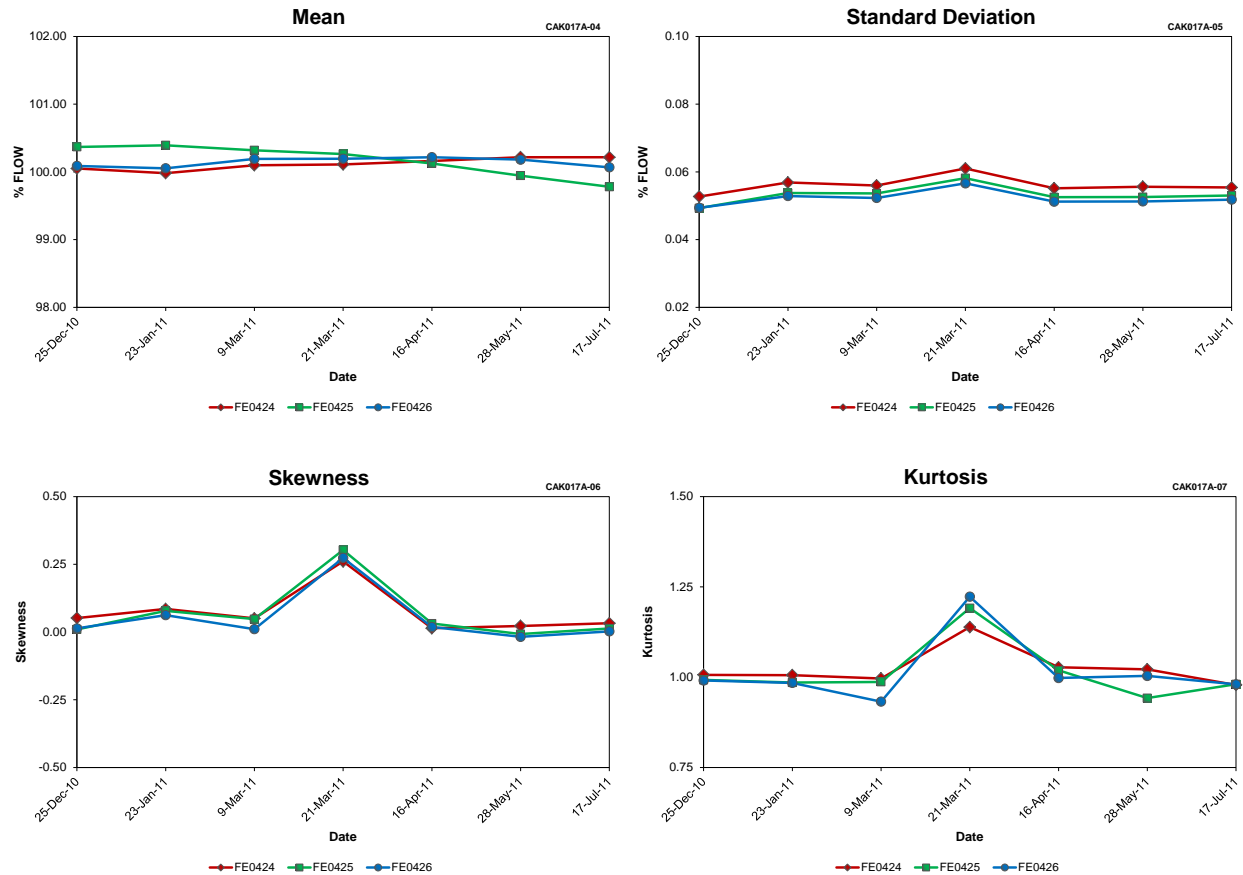 Mean
CAK017A-04
102.00
101.00
100.00
99.00
98.00
% FLOW
25-Dec-10
23-Jan-11
9-Mar-11
21-Mar-11
16-Apr-11
28-May-11
17-Jul-11
Date
FE0424 FE0425 FE0426
Standard Deviation
CAK017A-05
0.10
0.08
0.06
0.04
0.02
% FLOW
25-Dec-10
23-Jan-11
9-Mar-11
21-Mar-11
16-Apr-11
28-May-11
17-Jul-11
Date
FE0424 FE0425 FE0426
Skewness
CAK017A-06
0.50
0.25
0.00
-0.25
-0.50
Skewness
25-Dec-10
23-Jan-11
9-Mar-11
21-Mar-11
16-Apr-11
28-May-11
17-Jul-11
Date
FE0424 FE0425 FE0426
Kurtosis
CAK017A-07
1.50
1.25
1.00
0.75
Kurtosis
25-Dec-10
23-Jan-11
9-Mar-11
21-Mar-11
16-Apr-11
28-May-11
17-Jul-11
Date
FE0424 FE0425 FE0426